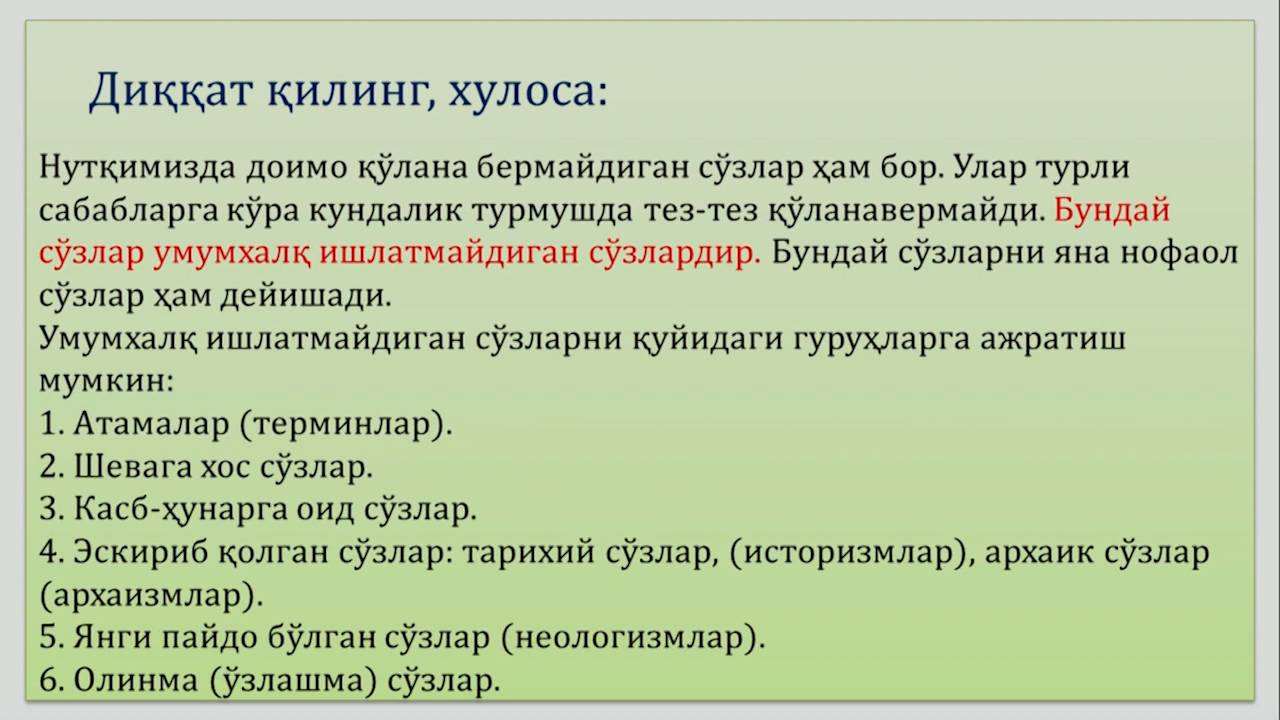 Диққат қилинг, хулоса:
Нутқимизда доимо қўлана бермайдиган сўзлар ҳам бор. Улар турли
сабабларга кўра кундалик турмушда тез-тез қўланавермайди. Бундай
сўзлар умумхалқ ишлатмайдиган сўзлардир. Бундай сўзларни яна нофаол
сўзлар ҳам дейишади.
Умумхалқ ишлатмайдиган сўзларни қуйидаги гуруҳларга ажратиш
мумкин:
1. Атамалар (терминлар).
2. Шевага хос сўзлар.
3. Касб-ҳунарга оид сўзлар.
4. Эскириб қолган сўзлар: тарихий сўзлар, (историзмлар), архаик сўзлар
(архаизмлар).
5. Янги пайдо бўлган сўзлар (неологизмлар).
6. Олинма (ўзлашма) сўзлар.